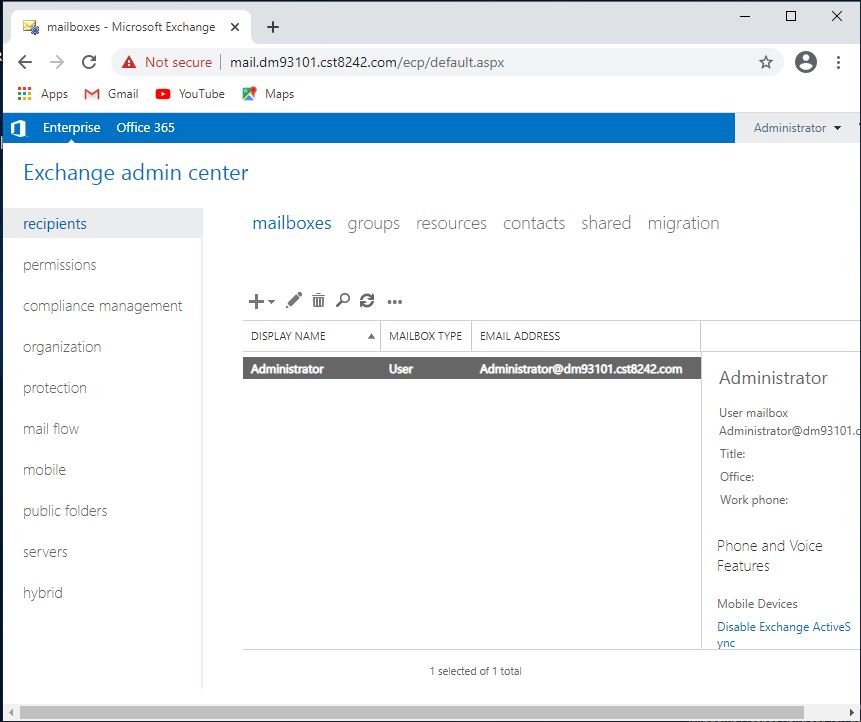 mailboxes - Microsoft Exchange
Not secure
mail.dm93101.cst8242.com/ecp/default.aspx
Apps
Gmail
YouTube
Maps
Enterprise
Office 365
Administrator
Exchange admin center
recipients
permissions
compliance management
organization
protection
mail flow
mobile
public folders
servers
hybrid
mailboxes groups resources contacts shared migration
DISPLAY NAME MAILBOX TYPE EMAIL ADDRESS
Administrator User Administrator@dm93101.cst8242.com
Administrator
User mailbox
Administrator@dm93101.c
Title:
Office:
Work phone:
Phone and Voice
Features
Mobile Devices
Disable Exchange ActiveS
ync
1 selected of 1 total